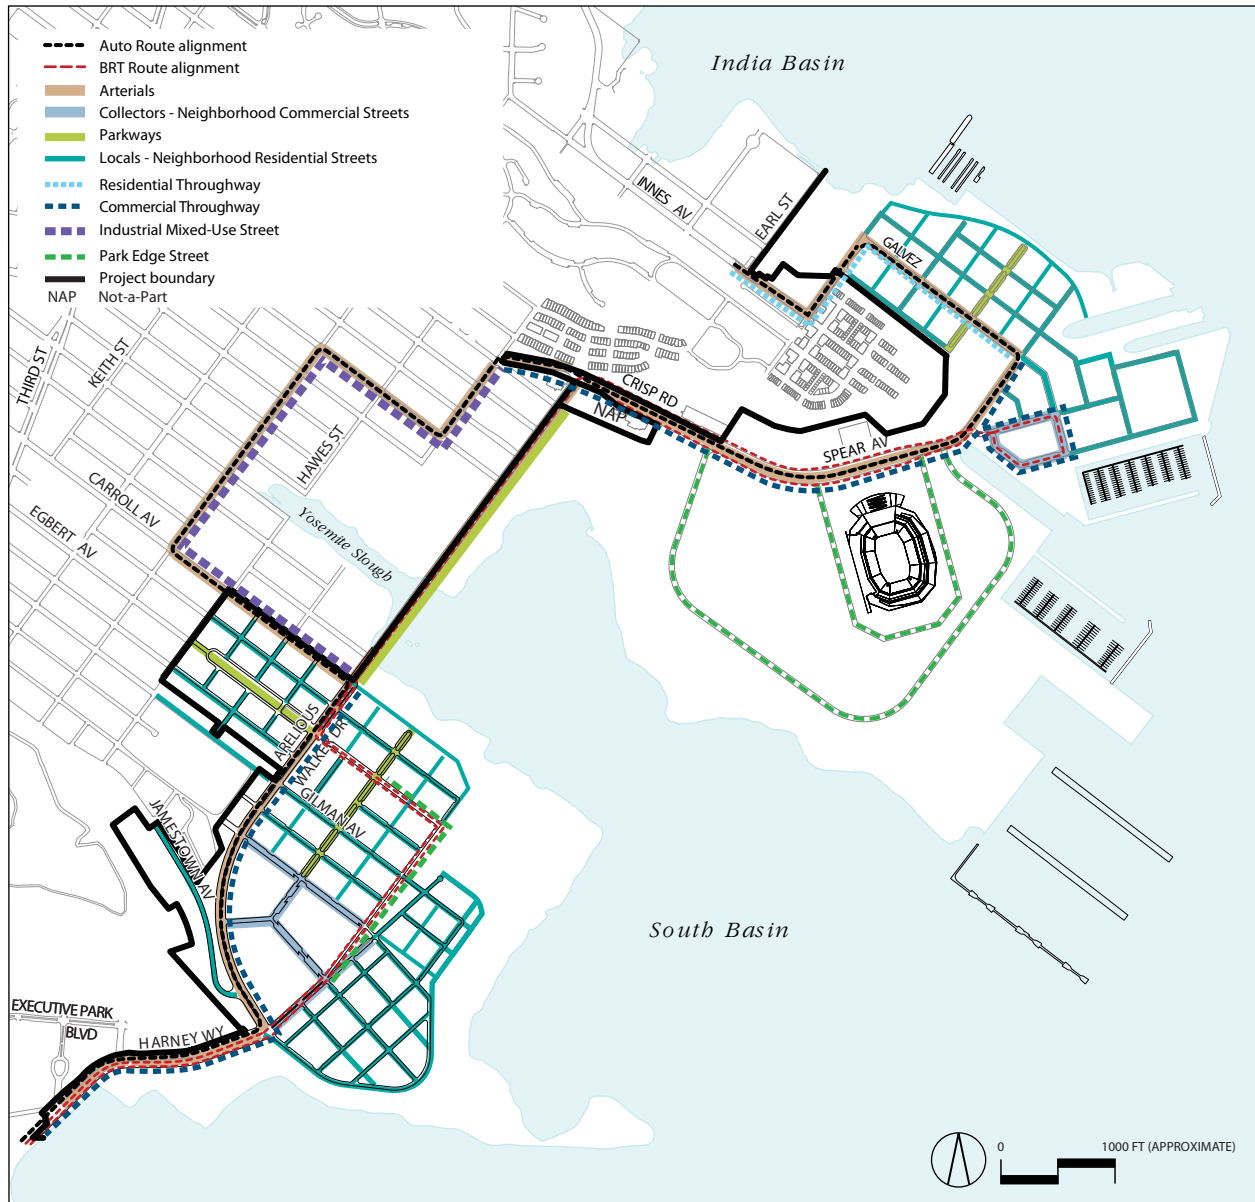 Auto Route alignment
BRT Route alignment
Arterials
Collectors - Neighborhood Commercial Streets
Parkways
Locals - Neighborhood Residential Streets
Residential Throughway
Commercial Throughway
Industrial Mixed-Use Street
Park Edge Street
Project boundary
NAP Not-a-Part
India Basin
INNES AV
EARL ST
GALVEZ
THIRD ST
KEITH ST
CRISP RD
NAP
SPEAR AV
HAWES ST
CARROLL AV
EGBERT AV
Yosemite Slough
ARELIOUS
WALKER DR
GILMAN AV
JAMESTOWN AV
South Basin
EXECUTIVE PARK
BLVD
HARNEY WY
0 1000 FT (APPROXIMATE)